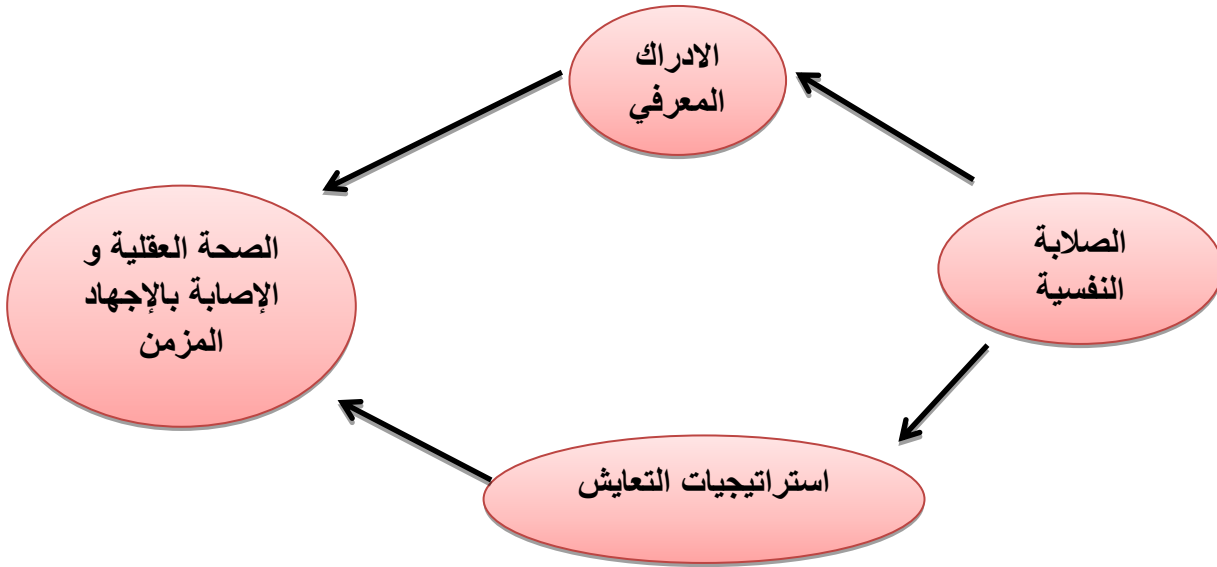 الادراك
المعرفي
الصلابة
النفسية
الصحة العقلية و
الإصابة بالإجهاد
المزمن
استراتيجيات التعايش